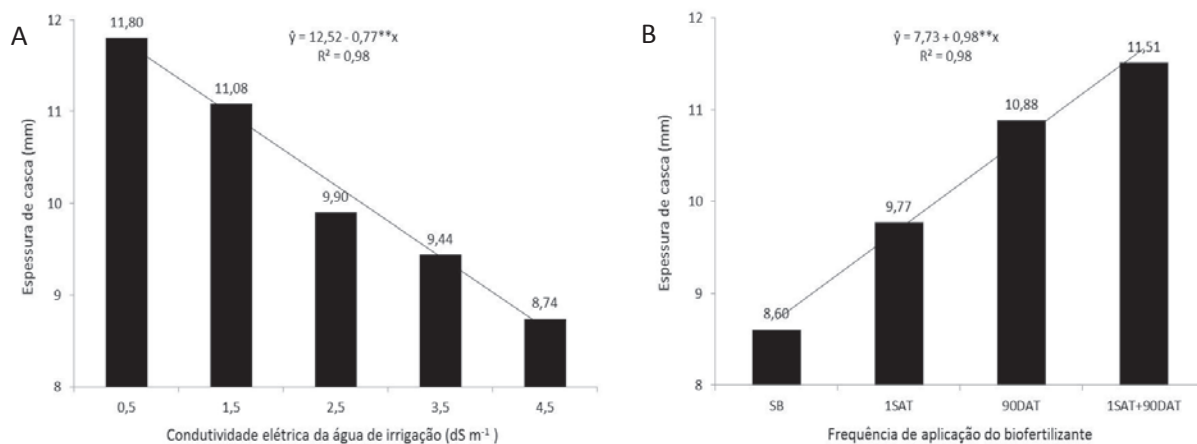 A
ŷ = 12,52 - 0,77**x
R² = 0,98
Espessura de casca (mm)
12
11
10
9
8
11,80
11,08
9,90
9,44
8,74
0,5 1,5 2,5 3,5 4,5
Condutividade elétrica da água de irrigação (dS m⁻¹ )
B
ŷ = 7,73 + 0,98**x
R² = 0,98
Espessura de casca (mm)
12
11
10
9
8
8,60
9,77
10,88
11,51
SB 1SAT 90DAT 1SAT+90DAT
Frequência de aplicação do biofertilizante